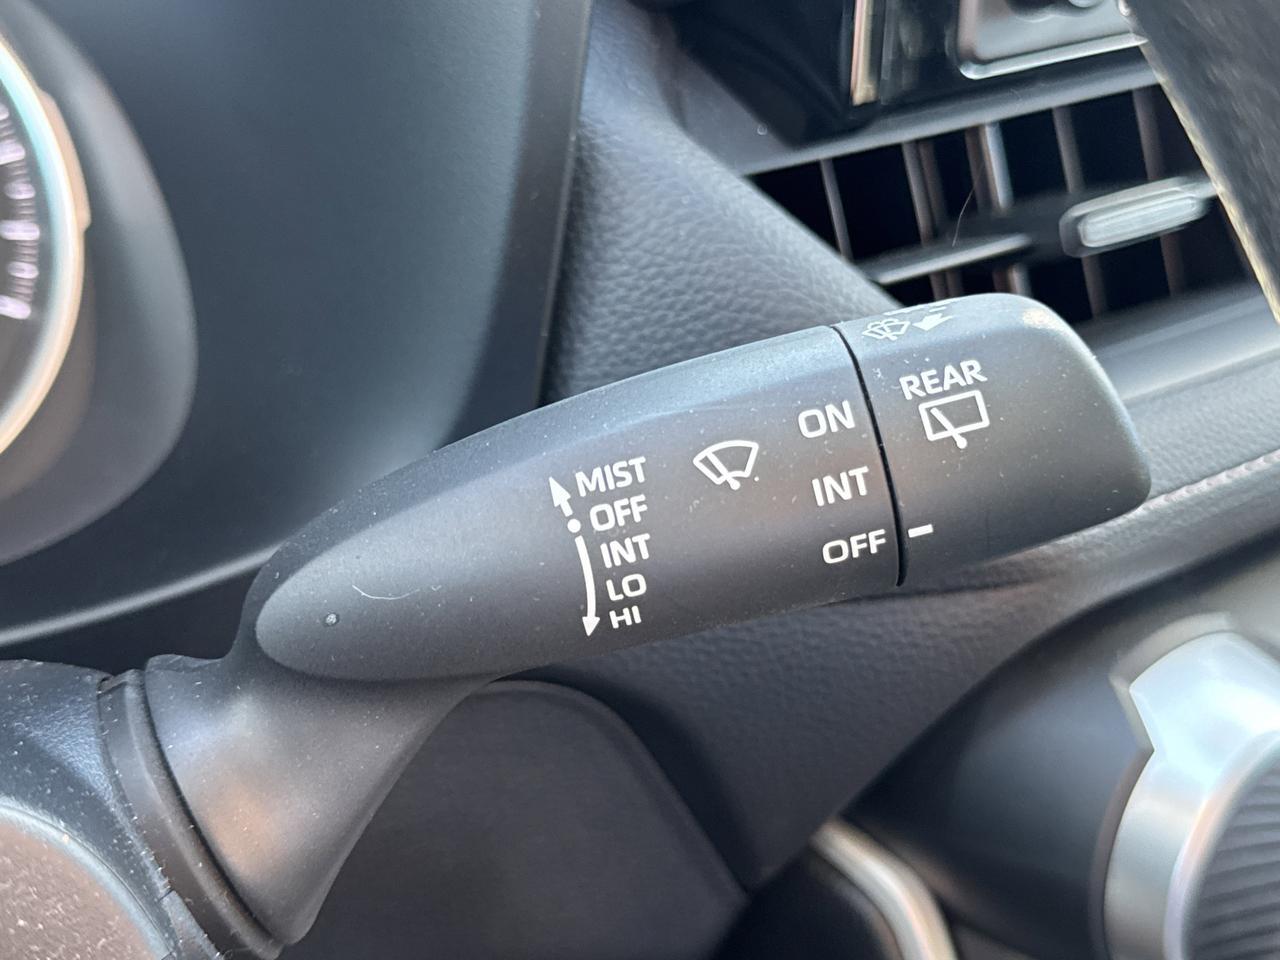 MIST
OFF
INT
LO
HI
ON
INT
OFF
REAR